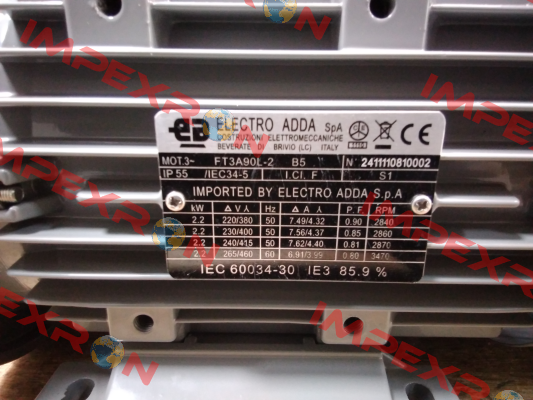 IMPEXRON
ED ELECTRO ADDA SpA
COSTRUZIONI ELETTROMECCANICHE
BEVERATE DI BRIVIO (LC) ITALY
MOT.3~ FT3A90L-2 B5 N° 2411110810002
IP 55 /IEC34-5 I.Cl. F S1
IMPORTED BY ELECTRO ADDA S.p.A
kW Δ V ⅄ Hz Δ A ⅄ P.F RPM
2.2 220/380 50 7.49/4.32 0.90 2840
2.2 230/400 50 7.56/4.37 0.85 2860
2.2 240/415 50 7.62/4.40 0.81 2870
2.2 265/460 60 6.91/3.99 0.80 3470
IEC 60034-30 IE3 85.9 %
IMPEXRON
IMPEXRON
IMPEXRON